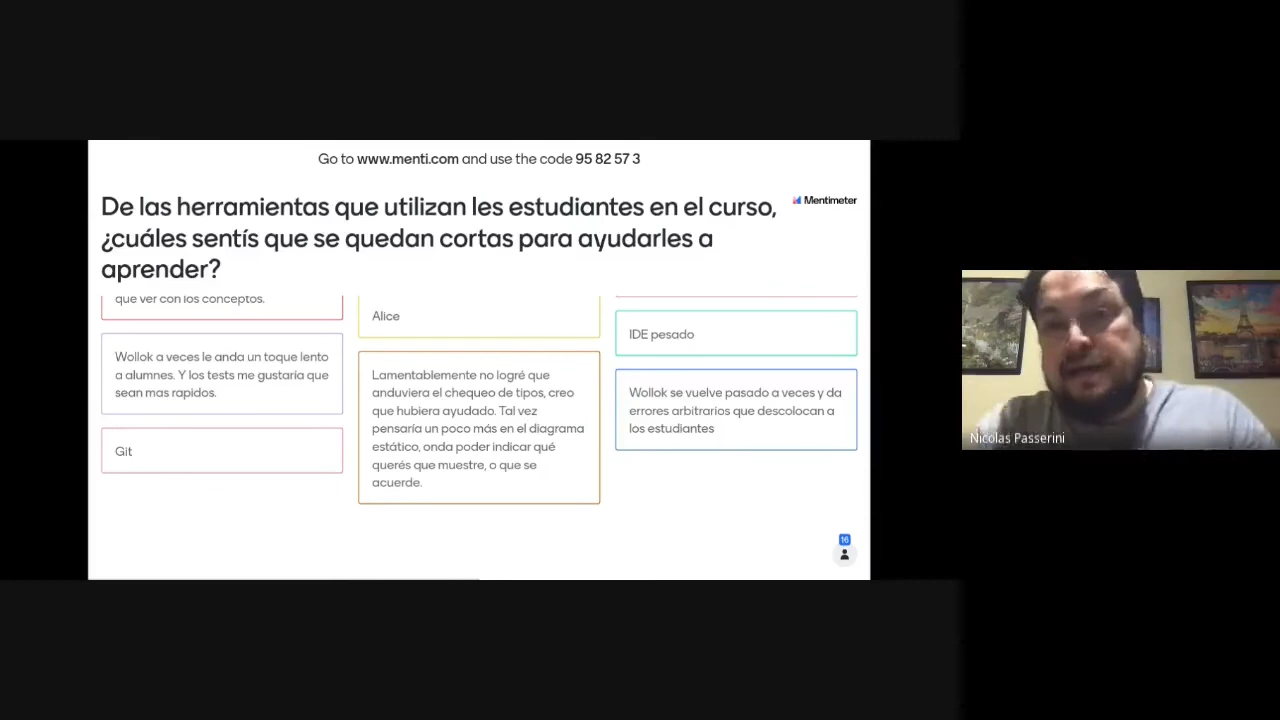 Go to www.menti.com and use the code 95 82 57 3
De las herramientas que utilizan les estudiantes en el curso,
¿cuáles sentís que se quedan cortas para ayudarles a
aprender?
Mentimeter
que ver con los conceptos.
Wollok a veces le anda un toque lento
a alumnes. Y los tests me gustaria que
sean mas rapidos.
Git
Alice
Lamentablemente no logré que
anduviera el chequeo de tipos, creo
que hubiera ayudado. Tal vez
pensaría un poco más en el diagrama
estático, onda poder indicar qué
querés que muestre, o que se
acuerde.
IDE pesado
Wollok se vuelve pasado a veces y da
errores arbitrarios que descolocan a
los estudiantes
16
Nicolas Passerini